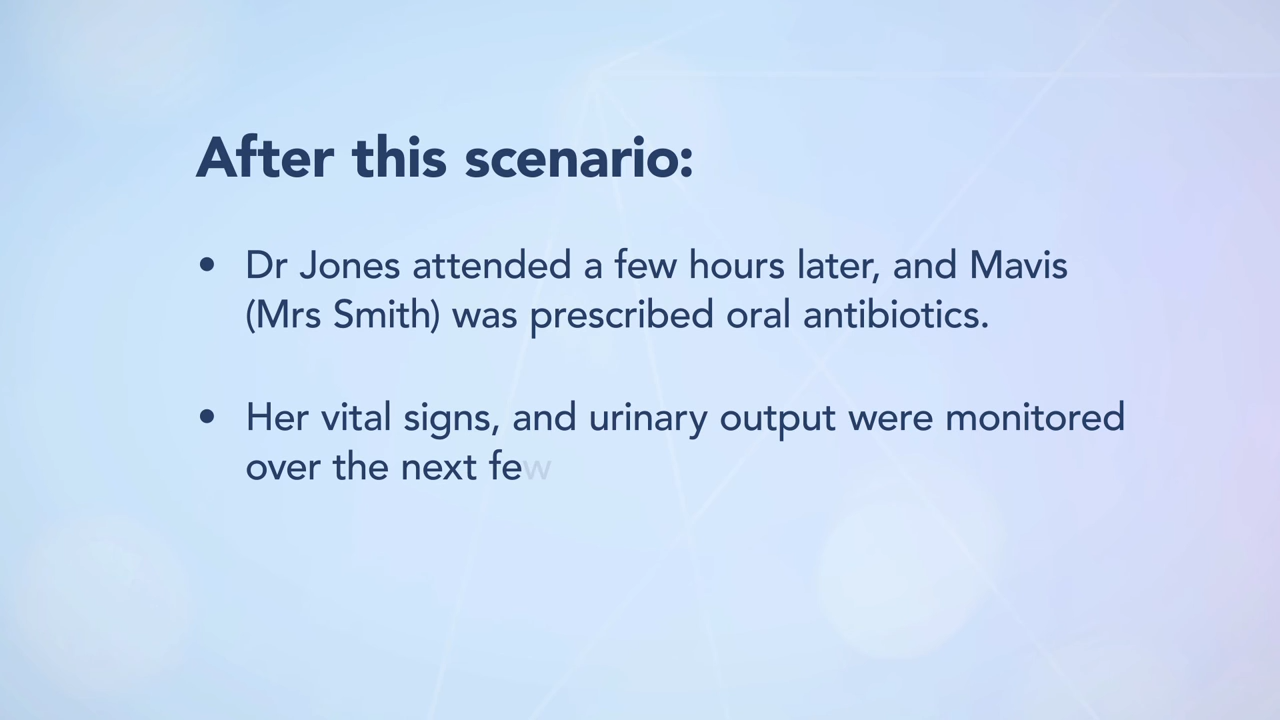 After this scenario:
• Dr Jones attended a few hours later, and Mavis
(Mrs Smith) was prescribed oral antibiotics.
• Her vital signs, and urinary output were monitored
over the next few